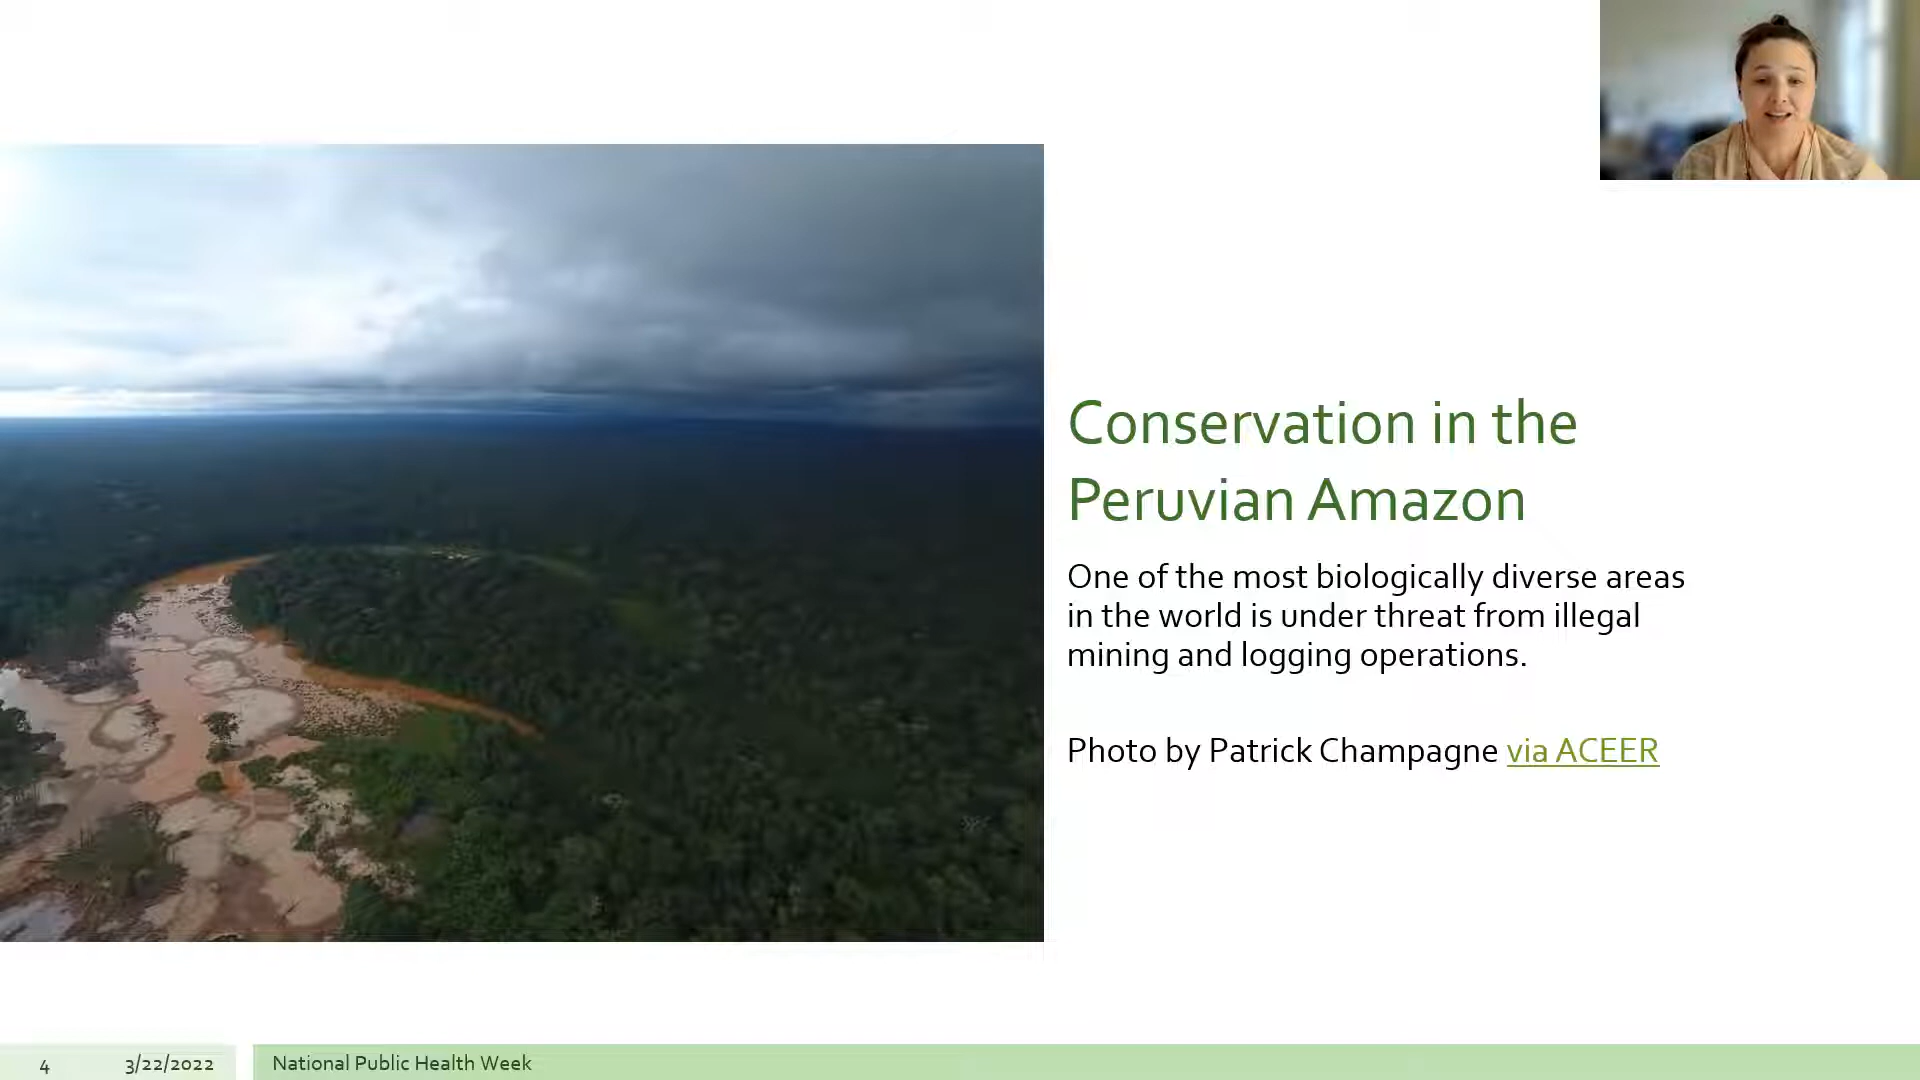 Conservation in the
Peruvian Amazon
One of the most biologically diverse areas
in the world is under threat from illegal
mining and logging operations.
Photo by Patrick Champagne via ACEER
4
3/22/2022
National Public Health Week